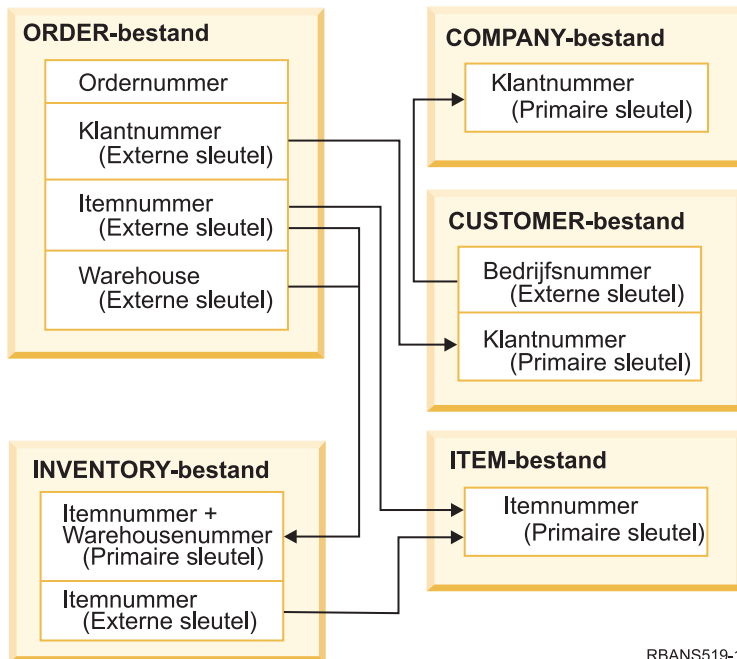 ORDER-bestand
Ordernummer
Klantnummer
(Externe sleutel)
Itemnummer
(Externe sleutel)
Warehouse
(Externe sleutel)
COMPANY-bestand
Klantnummer
(Primaire sleutel)
CUSTOMER-bestand
Bedrijfsnummer
(Externe sleutel)
Klantnummer
(Primaire sleutel)
INVENTORY-bestand
Itemnummer +
Warehousenummer
(Primaire sleutel)
Itemnummer
(Externe sleutel)
ITEM-bestand
Itemnummer
(Primaire sleutel)
RBANS519-1